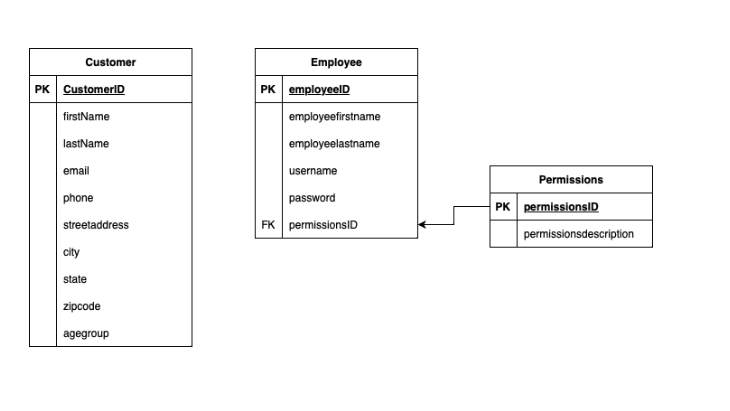 Customer
PK CustomerID
firstName
lastName
email
phone
streetaddress
city
state
zipcode
agegroup
Employee
PK employeeID
employeefirstname
employeelastname
username
password
FK permissionsID
Permissions
PK permissionsID
permissionsdescription